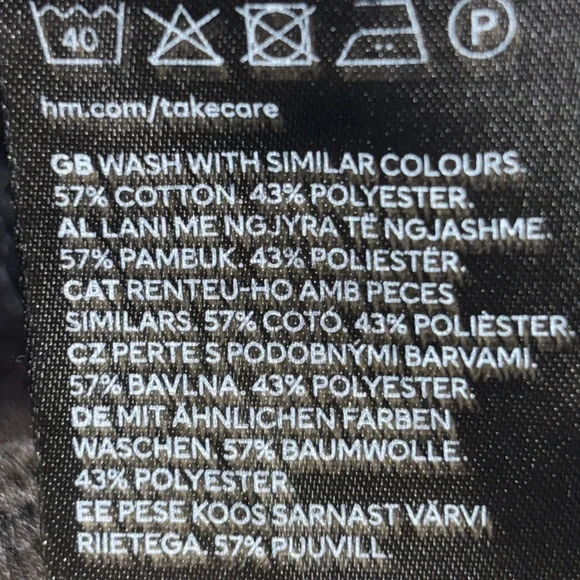 40 P
hm.com/takecare
GB WASH WITH SIMILAR COLOURS.
57% COTTON. 43% POLYESTER.
AL LANI ME NGJYRA TË NGJASHME.
57% PAMBUK. 43% POLIESTËR.
CAT RENTEU-HO AMB PECES
SIMILARS. 57% COTÓ. 43% POLIÈSTER.
CZ PERTE S PODOBNÝMI BARVAMI.
57% BAVLNA. 43% POLYESTER.
DE MIT ÄHNLICHEN FARBEN
WASCHEN. 57% BAUMWOLLE.
43% POLYESTER.
EE PESE KOOS SARNAST VÄRVI
RIIETEGA. 57% PUUVILL.